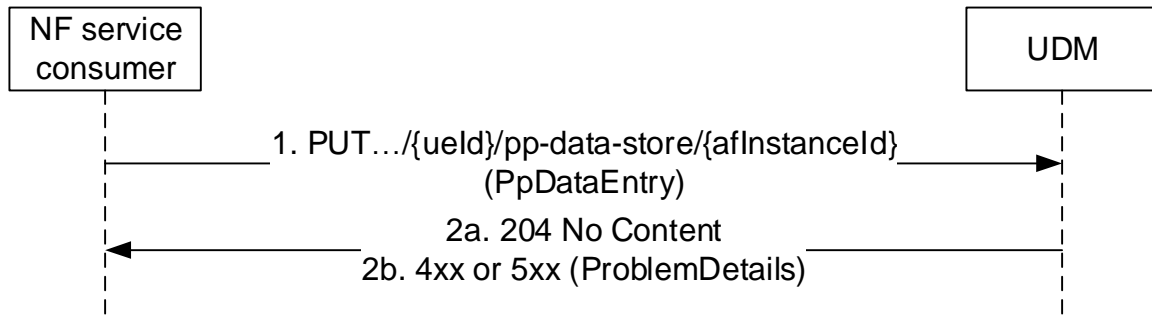 NF service
consumer
UDM
1. PUT…/{ueId}/pp-data-store/{afInstanceId}
(PpDataEntry)
2a. 204 No Content
2b. 4xx or 5xx (ProblemDetails)